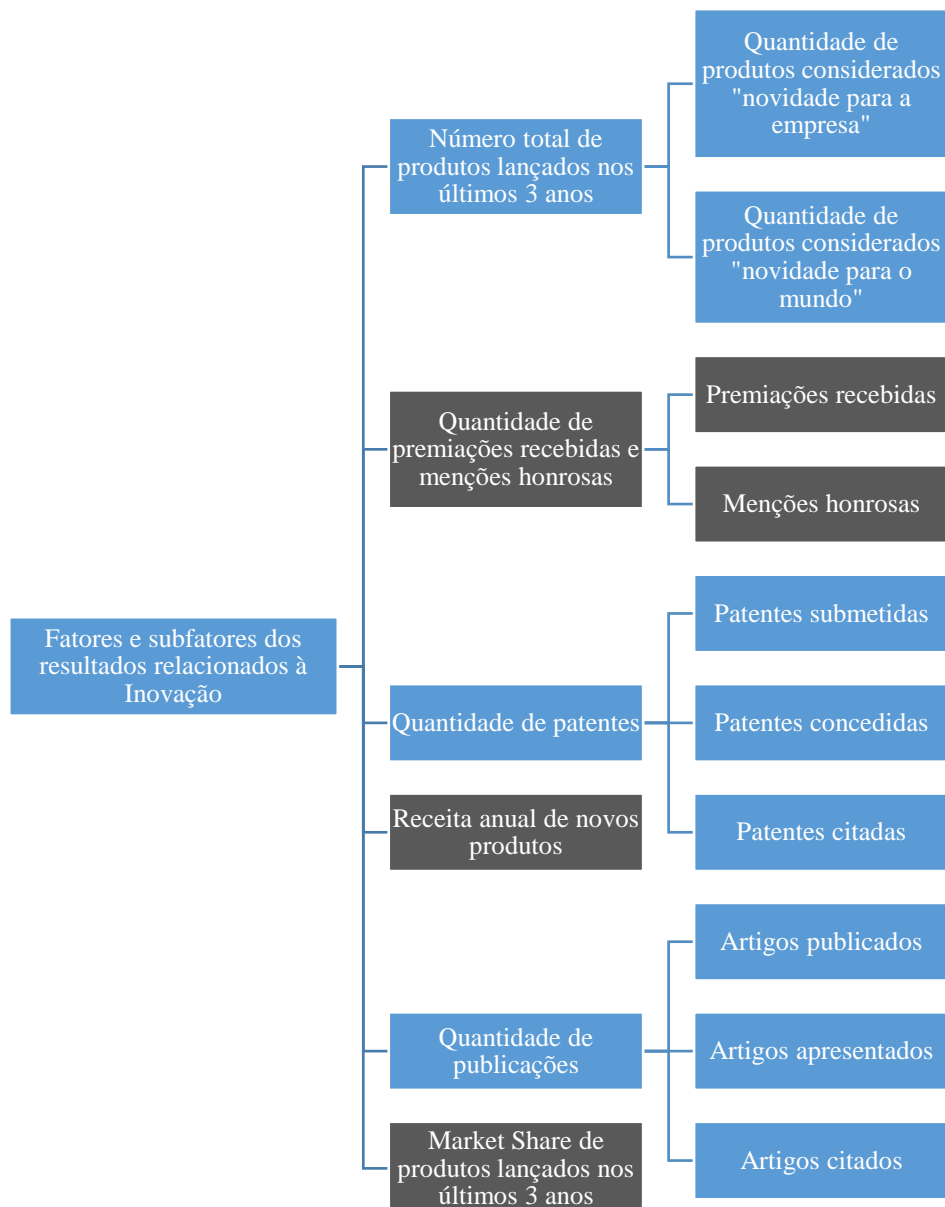 Fatores e subfatores dos
resultados relacionados à
Inovação
Número total de
produtos lançados nos
últimos 3 anos
Quantidade de
produtos considerados
"novidade para a
empresa"
Quantidade de
produtos considerados
"novidade para o
mundo"
Quantidade de
premiações recebidas e
menções honrosas
Premiações recebidas
Menções honrosas
Quantidade de patentes
Patentes submetidas
Patentes concedidas
Patentes citadas
Receita anual de novos
produtos
Quantidade de
publicações
Artigos publicados
Artigos apresentados
Artigos citados
Market Share de
produtos lançados nos
últimos 3 anos